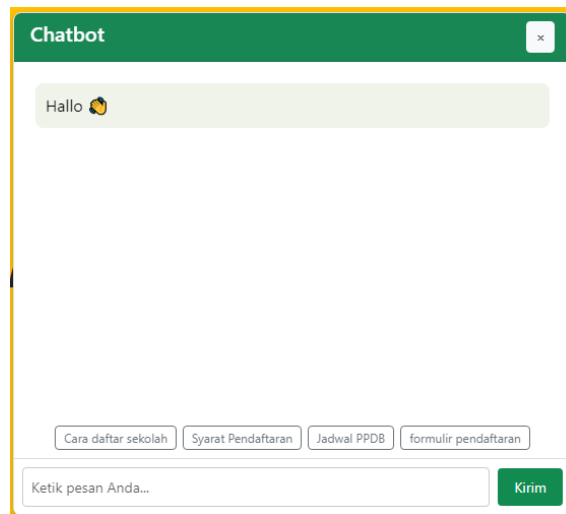 Chatbot
×
Hallo 👏
Cara daftar sekolah Syarat Pendaftaran Jadwal PPDB formulir pendaftaran
Ketik pesan Anda... Kirim